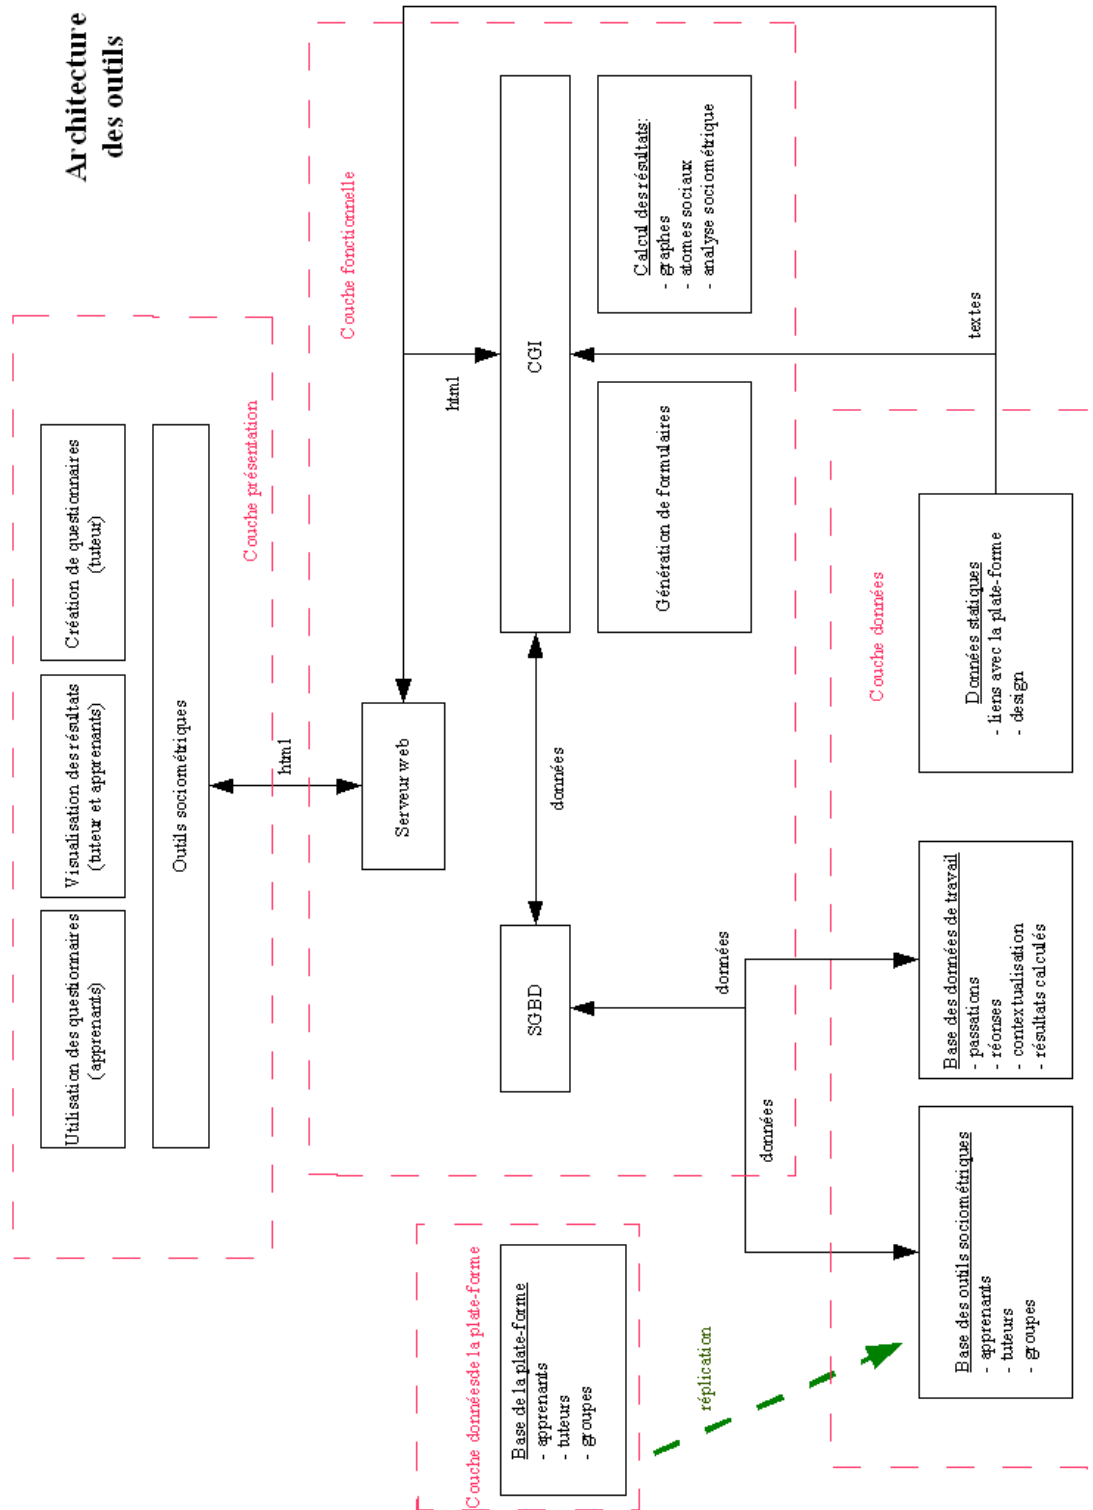 Architecture
des outils
Utilisation des questionnaires
(apprenants)
Visualisation des résultats
(tuteur et apprenants)
Création de questionnaires
(tuteur)
Outils sociométriques
Couche présentation
html
Couche fonctionnelle
Serveur web
html
SGBD
données
CGI
Génération de formulaires
Calcul des résultats:
- graphes
- atomes sociaux
- analyse sociométrique
données
données
textes
Couche donnéesde la plate-forme
Base de la plate-forme
- apprenants
- tuteurs
- groupes
réplication
Couche données
Base des outils sociométriques
- apprenants
- tuteurs
- groupes
Base des données de travail
- passations
- réonses
- contextualisation
- résultats calculés
Données statiques
- liens avec la plate-forme
- design